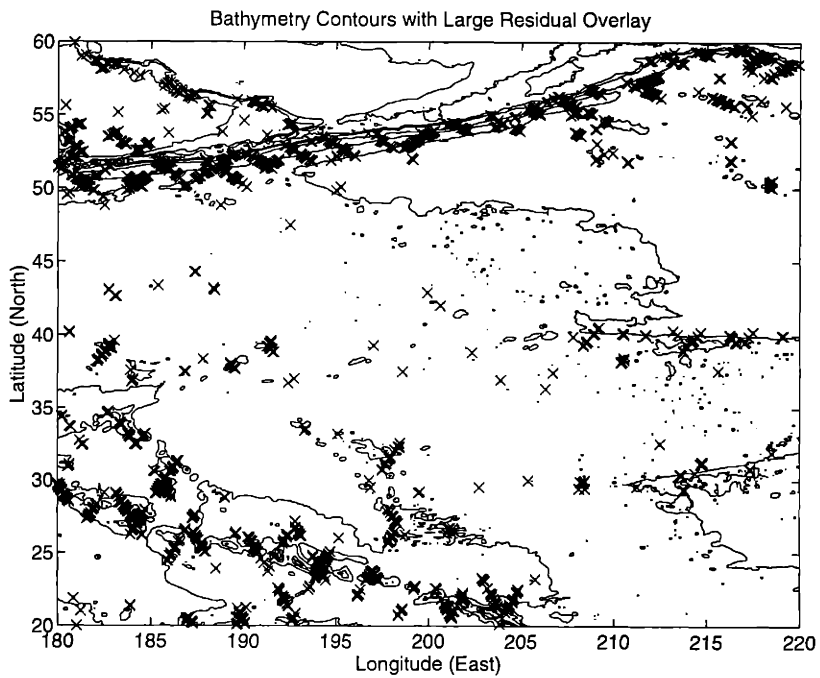 Bathymetry Contours with Large Residual Overlay
60
55
50
45
40
35
30
25
20
Latitude (North)
180 185 190 195 200 205 210 215 220
Longitude (East)